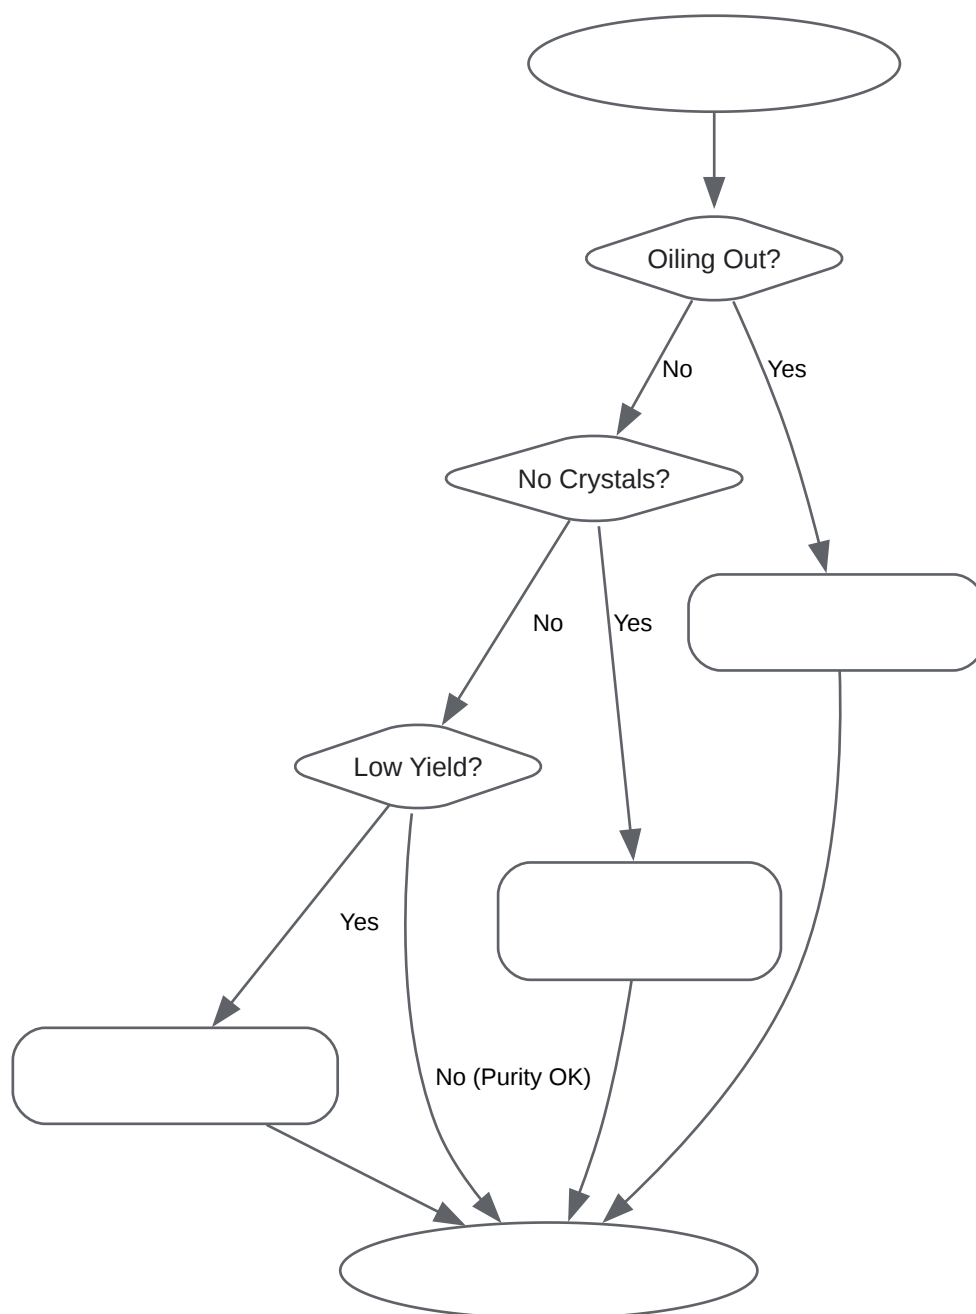 Oiling Out?
No
Yes
No Crystals?
No
Yes
Low Yield?
Yes
No (Purity OK)